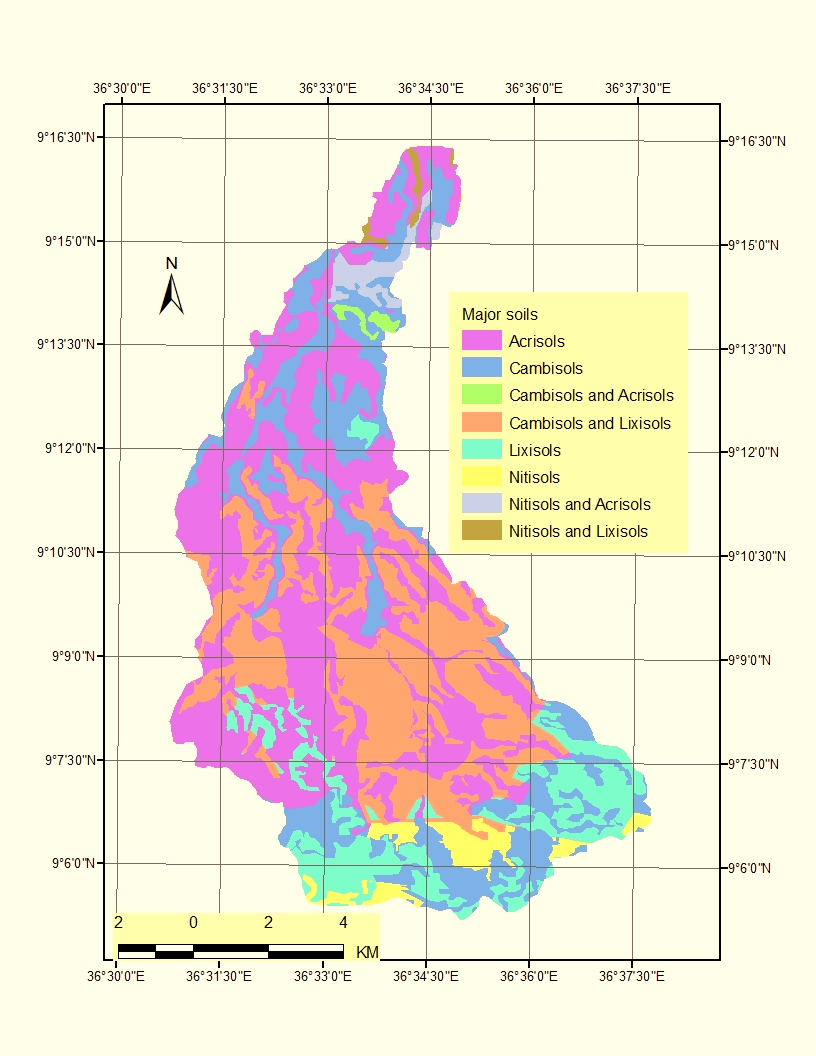 36°30'0"E 36°31'30"E 36°33'0"E 36°34'30"E 36°36'0"E 36°37'30"E
9°16'30"N 9°16'30"N
9°15'0"N 9°15'0"N
N
Major soils
Acrisols
9°13'30"N 9°13'30"N
Cambisols
Cambisols and Acrisols
Cambisols and Lixisols
9°12'0"N Lixisols 9°12'0"N
Nitisols
Nitisols and Acrisols
Nitisols and Lixisols
9°10'30"N 9°10'30"N
9°9'0"N 9°9'0"N
9°7'30"N 9°7'30"N
9°6'0"N 9°6'0"N
2 0 2 4
KM
36°30'0"E 36°31'30"E 36°33'0"E 36°34'30"E 36°36'0"E 36°37'30"E